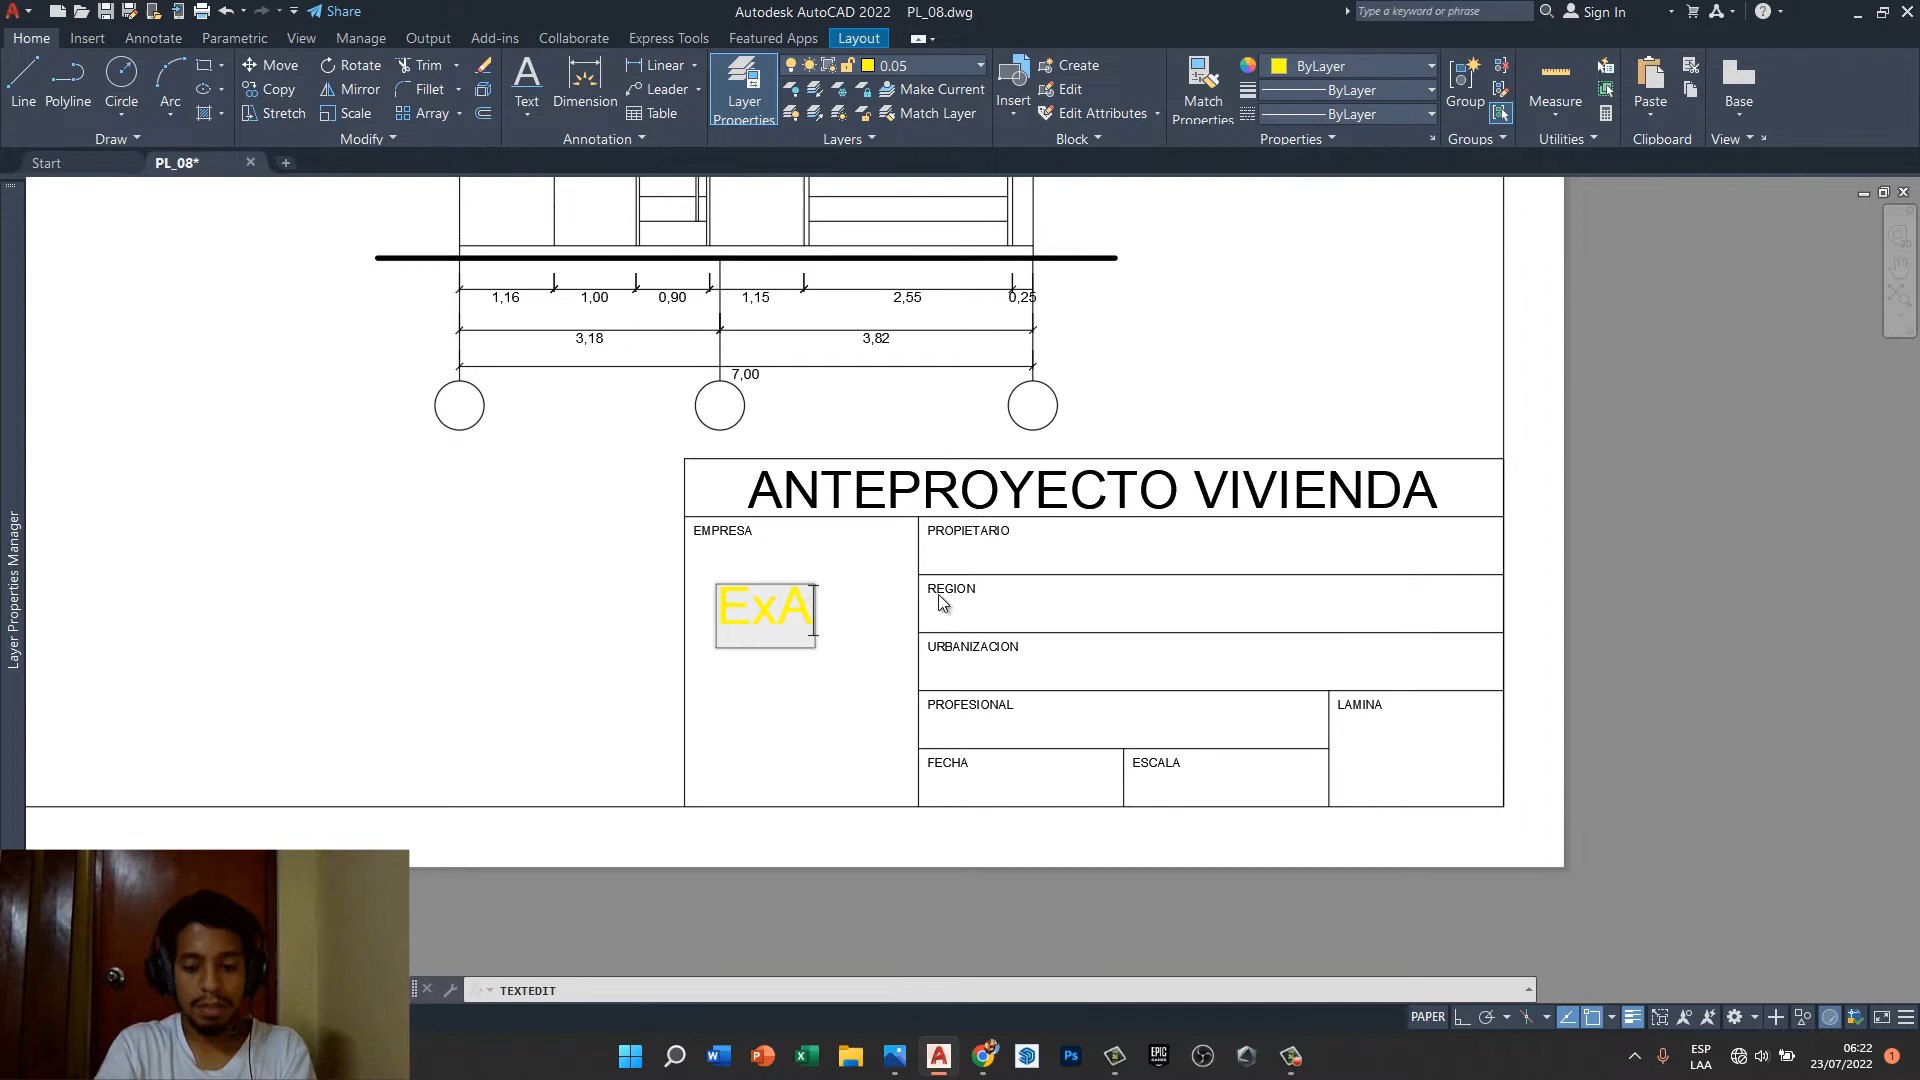 Share
Autodesk AutoCAD 2022 PL_08.dwg
Type a keyword or phrase
Sign In
Home Insert Annotate Parametric View Manage Output Add-ins Collaborate Express Tools Featured Apps Layout
Line Polyline Circle Arc
Move Rotate Trim
Copy Mirror Fillet
Stretch Scale Array
Text Dimension
Linear
Leader
Table
Layer Properties
0.05
Make Current
Match Layer
Insert
Create
Edit
Edit Attributes
Match Properties
ByLayer
ByLayer
ByLayer
Group
Measure
Paste
Base
Draw Modify Annotation Layers Block Properties Groups Utilities Clipboard View
Start PL_08*
Layer Properties Manager
1,16 1,00 0,90 1,15 2,55 0,25
3,18 3,82
7,00
ANTEPROYECTO VIVIENDA
EMPRESA
ExA
PROPIETARIO
REGION
URBANIZACION
PROFESIONAL
LAMINA
FECHA
ESCALA
TEXTEDIT
PAPER
ESP
LAA
06:22
23/07/2022
1